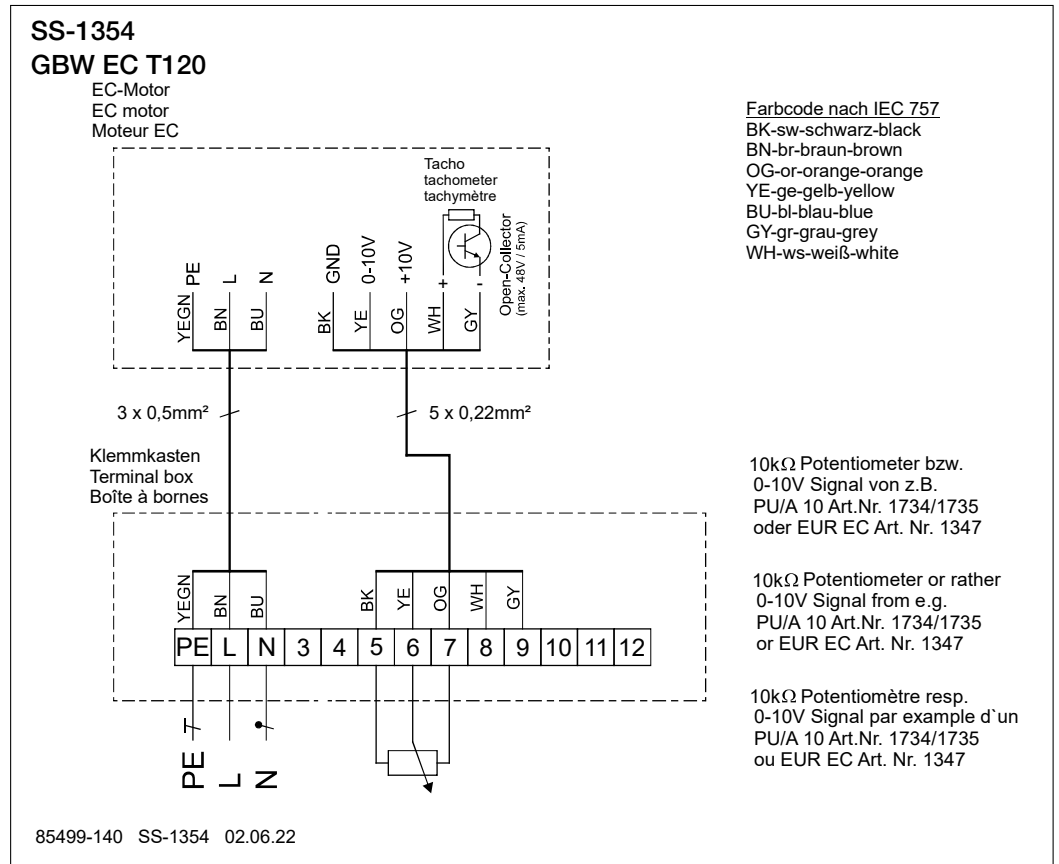 SS-1354
GBW EC T120
EC-Motor
EC motor
Moteur EC
Tacho
tachometer
tachymètre
Open-Collector
(max. 48V / 5mA)
PE
L
N
GND
0-10V
+10V
+
-
YEGN
BN
BU
BK
YE
OG
WH
GY
3 x 0,5mm²
5 x 0,22mm²
Klemmkasten
Terminal box
Boîte à bornes
YEGN
BN
BU
BK
YE
OG
WH
GY
PE L N 3 4 5 6 7 8 9 10 11 12
PE
L
N
Farbcode nach IEC 757
BK-sw-schwarz-black
BN-br-braun-brown
OG-or-orange-orange
YE-ge-gelb-yellow
BU-bl-blau-blue
GY-gr-grau-grey
WH-ws-weiß-white
10kΩ Potentiometer bzw.
0-10V Signal von z.B.
PU/A 10 Art.Nr. 1734/1735
oder EUR EC Art. Nr. 1347
10kΩ Potentiometer or rather
0-10V Signal from e.g.
PU/A 10 Art.Nr. 1734/1735
or EUR EC Art. Nr. 1347
10kΩ Potentiomètre resp.
0-10V Signal par example d`un
PU/A 10 Art.Nr. 1734/1735
ou EUR EC Art. Nr. 1347
85499-140 SS-1354 02.06.22